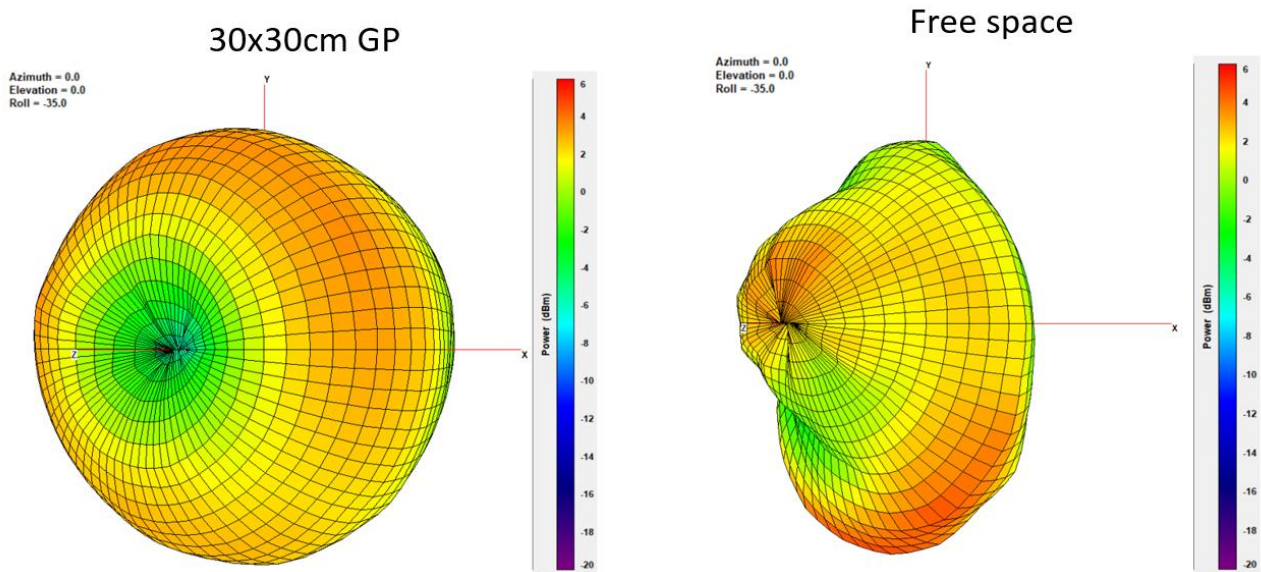 30x30cm GP
Azimuth = 0.0
Elevation = 0.0
Roll = -35.0
Y
Z
X
Power (dBm)
6
4
2
0
-2
-4
-6
-8
-10
-12
-14
-16
-18
-20
Free space
Azimuth = 0.0
Elevation = 0.0
Roll = -35.0
Y
Z
X
Power (dBm)
6
4
2
0
-2
-4
-6
-8
-10
-12
-14
-16
-18
-20